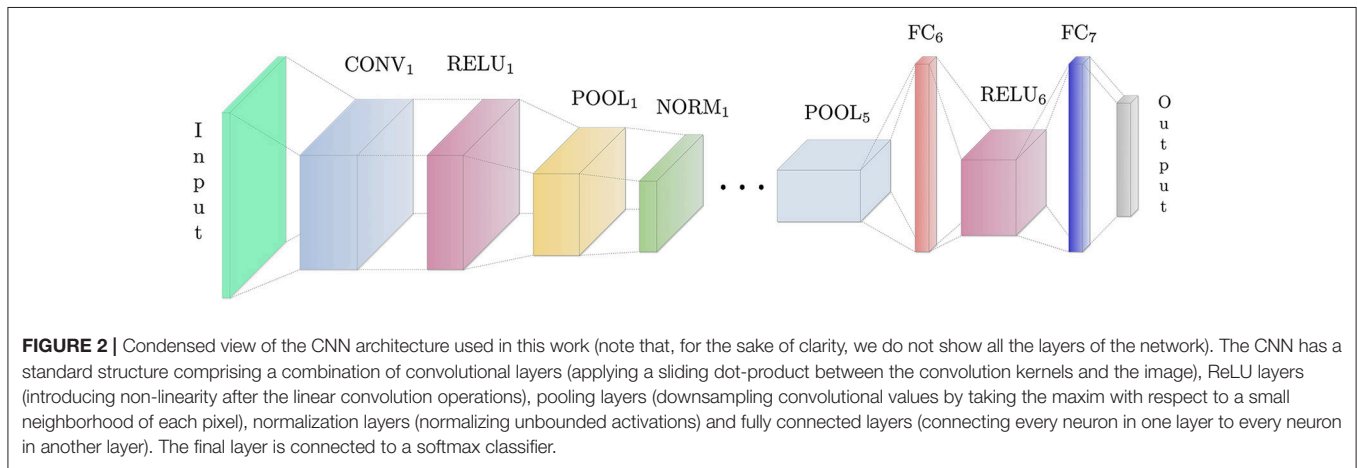 Input
CONV₁
RELU₁
POOL₁
NORM₁
. . .
POOL₅
FC₆
RELU₆
FC₇
Output
FIGURE 2 | Condensed view of the CNN architecture used in this work (note that, for the sake of clarity, we do not show all the layers of the network). The CNN has a
standard structure comprising a combination of convolutional layers (applying a sliding dot-product between the convolution kernels and the image), ReLU layers
(introducing non-linearity after the linear convolution operations), pooling layers (downsampling convolutional values by taking the maxim with respect to a small
neighborhood of each pixel), normalization layers (normalizing unbounded activations) and fully connected layers (connecting every neuron in one layer to every neuron
in another layer). The final layer is connected to a softmax classifier.